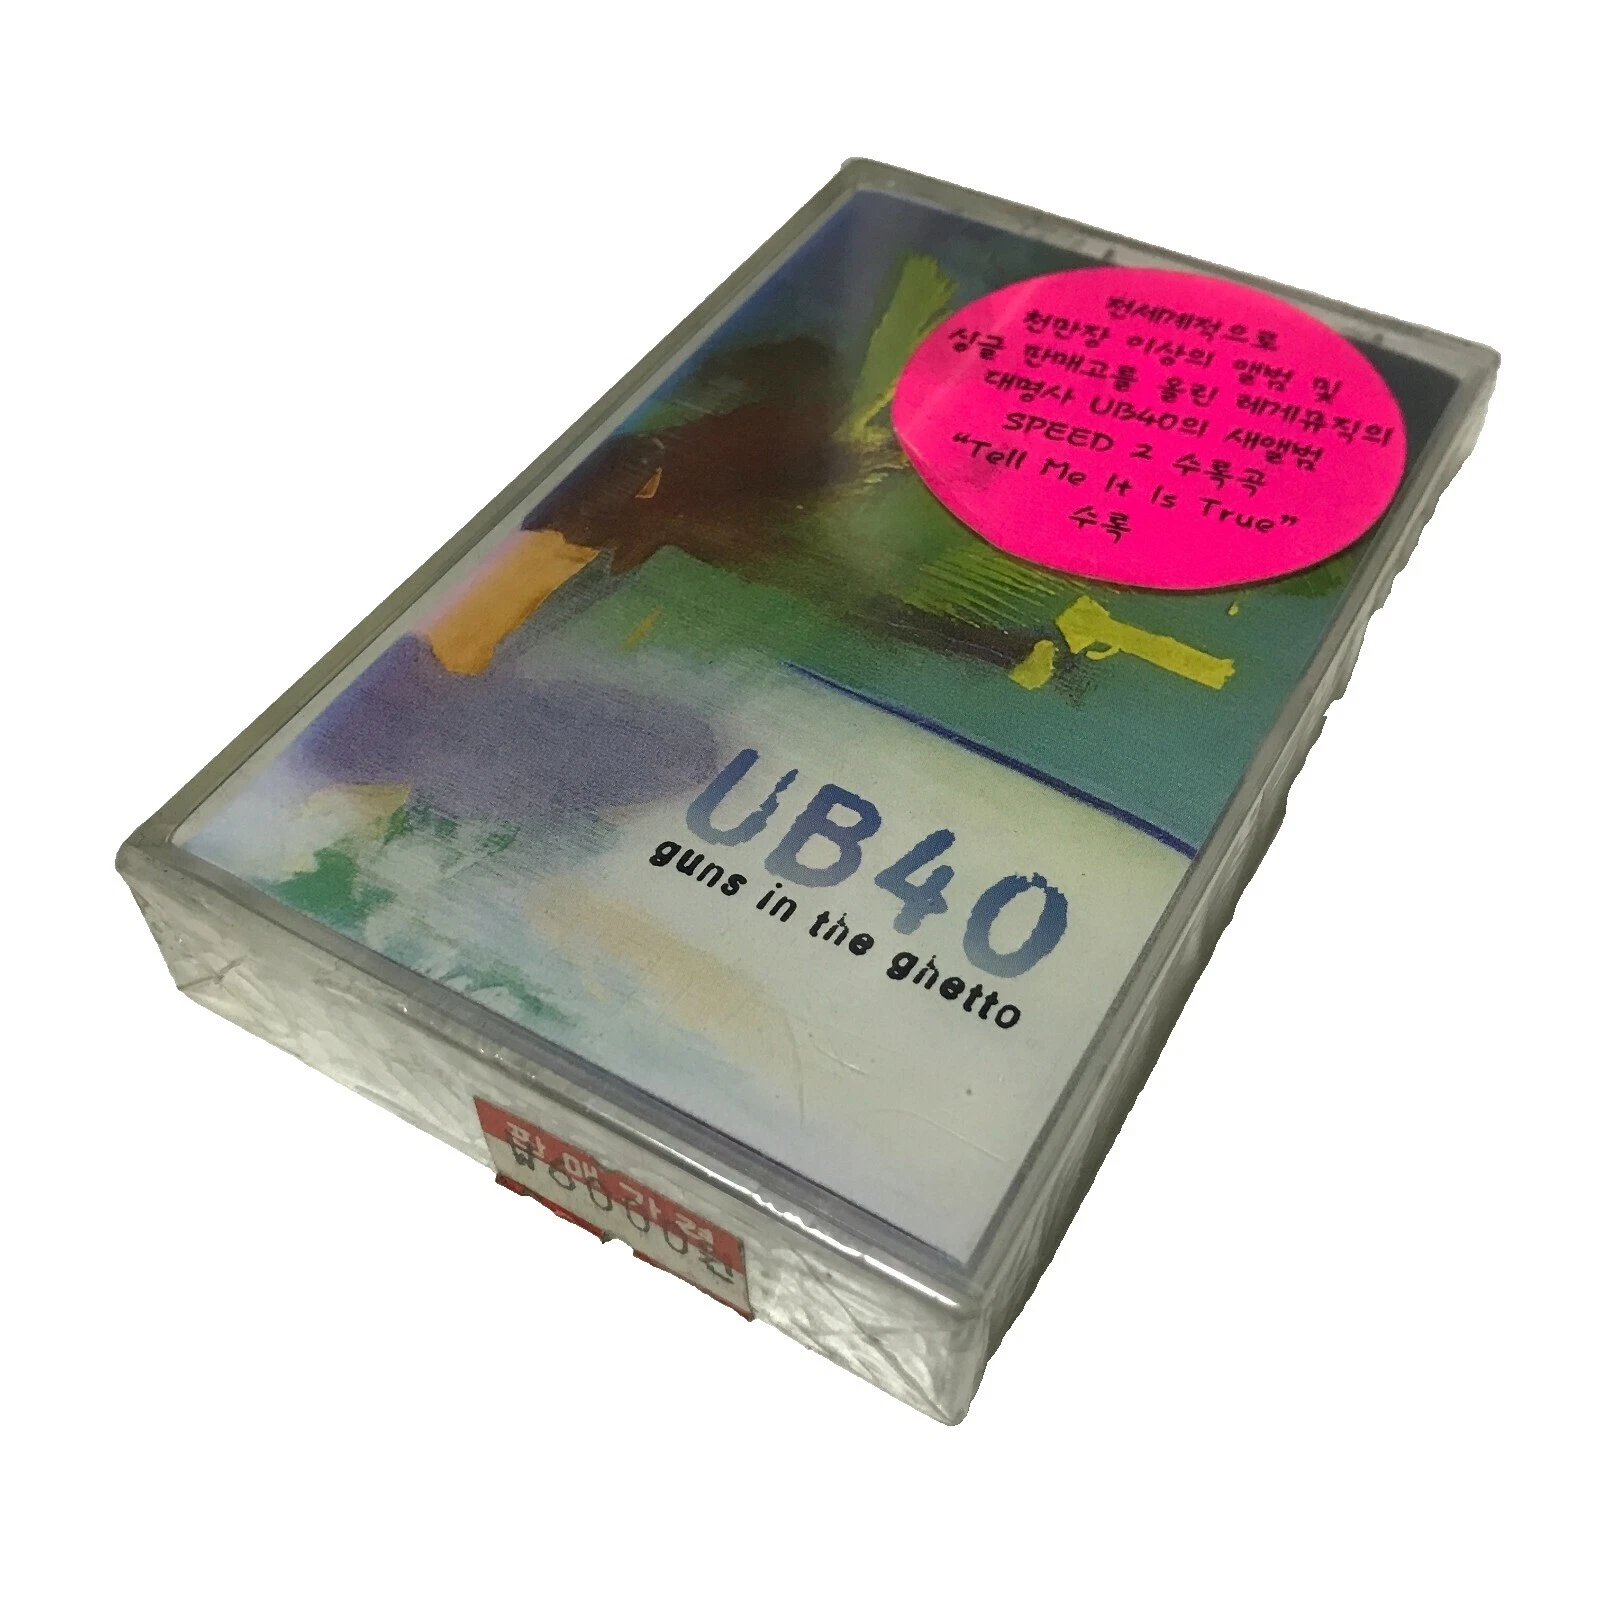 전세계적으로
천만장 이상의 앨범 및
싱글 판매고를 올린 레게뮤직의
대명사 UB40의 새앨범
SPEED 2 수록곡
"Tell Me It Is True"
수록
UB40
guns in the ghetto
판매가격